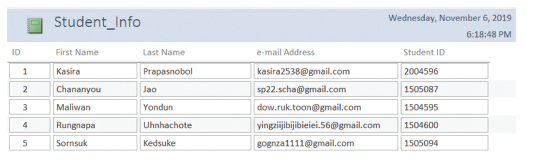 Student_Info
Wednesday, November 6, 2019
6:18:48 PM
ID First Name Last Name e-mail Address Student ID
1 Kasira Prapasnobol kasira2538@gmail.com 2004596
2 Chananyou Jao sp22.scha@gmail.com 1505087
3 Maliwan Yondun dow.ruk.toon@gmail.com 1504595
4 Rungnapa Uhnhachote yingziijbijibieiei.56@gmail.com 1504600
5 Sornsuk Kedsuke gognza1111@gmail.com 1505094